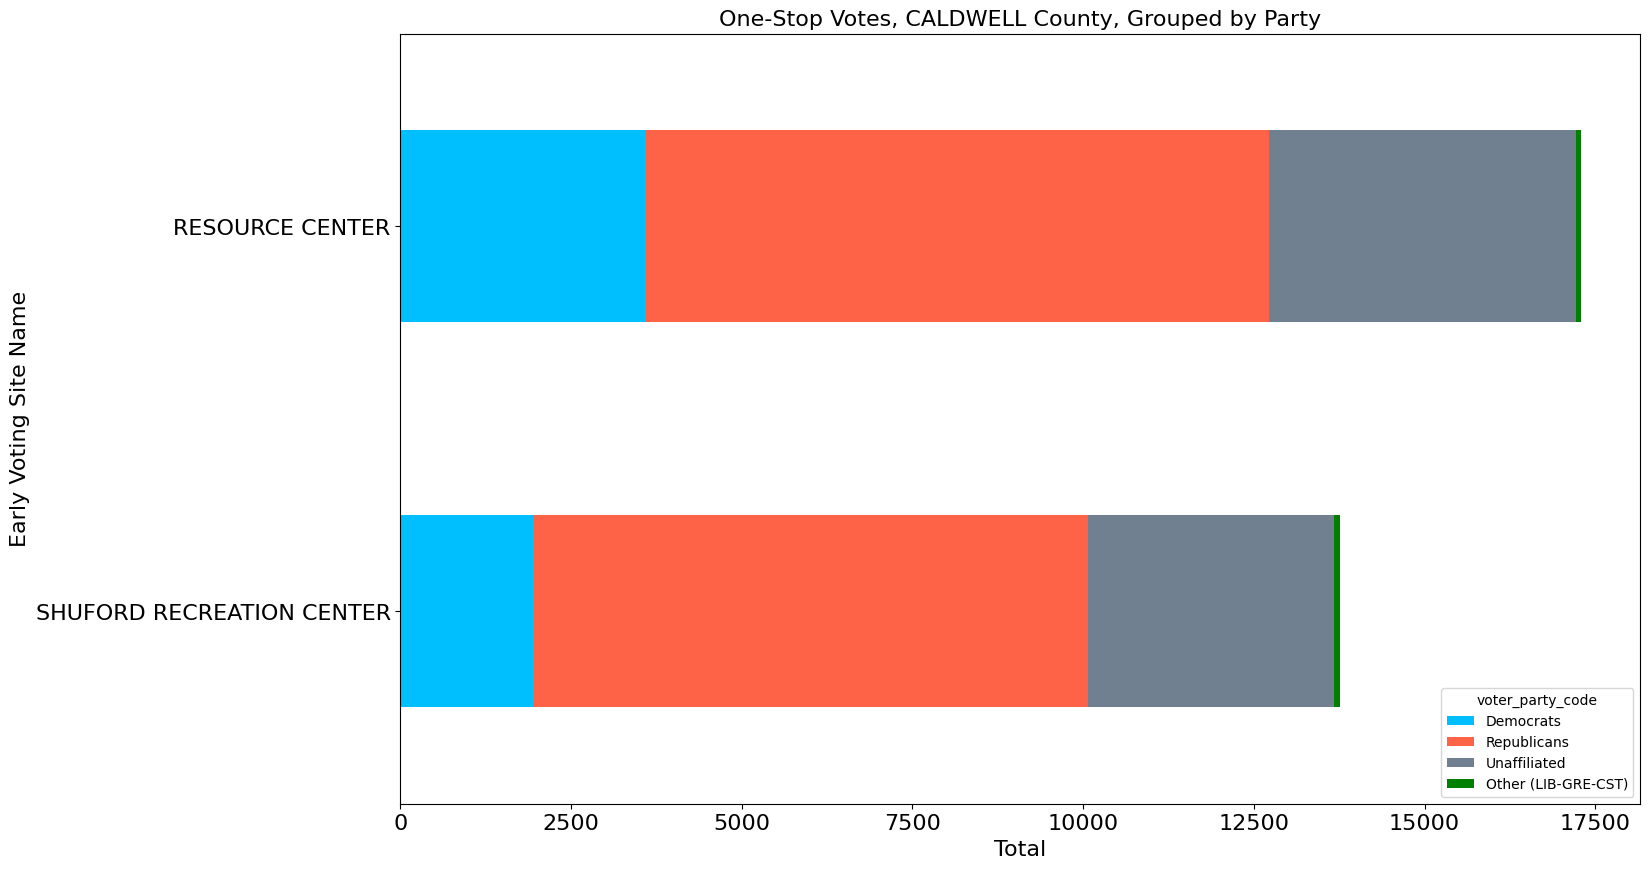 One-Stop Votes, CALDWELL County, Grouped by Party
Early Voting Site Name
RESOURCE CENTER
SHUFORD RECREATION CENTER
voter_party_code
Democrats
Republicans
Unaffiliated
Other (LIB-GRE-CST)
0 2500 5000 7500 10000 12500 15000 17500
Total